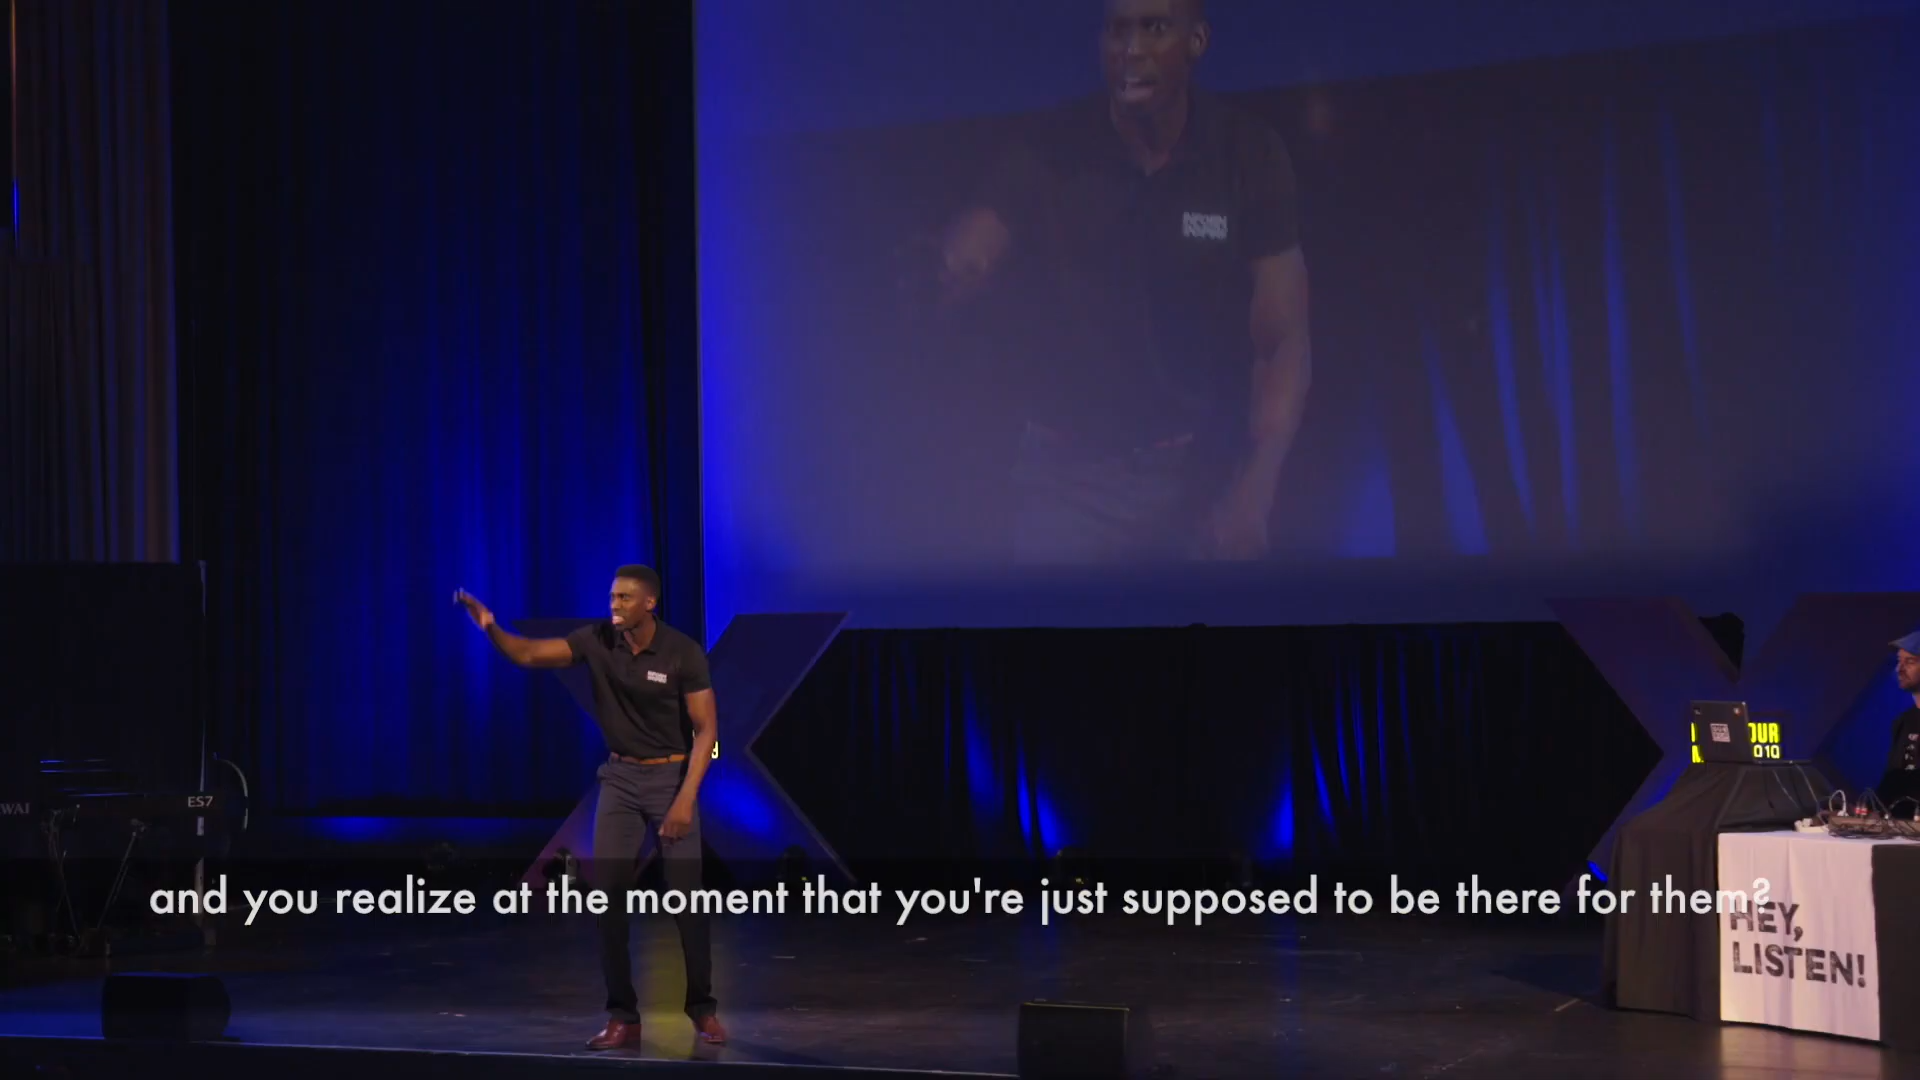 ES7
OUR
and you realize at the moment that you're just supposed to be there for them?
HEY,
LISTEN!